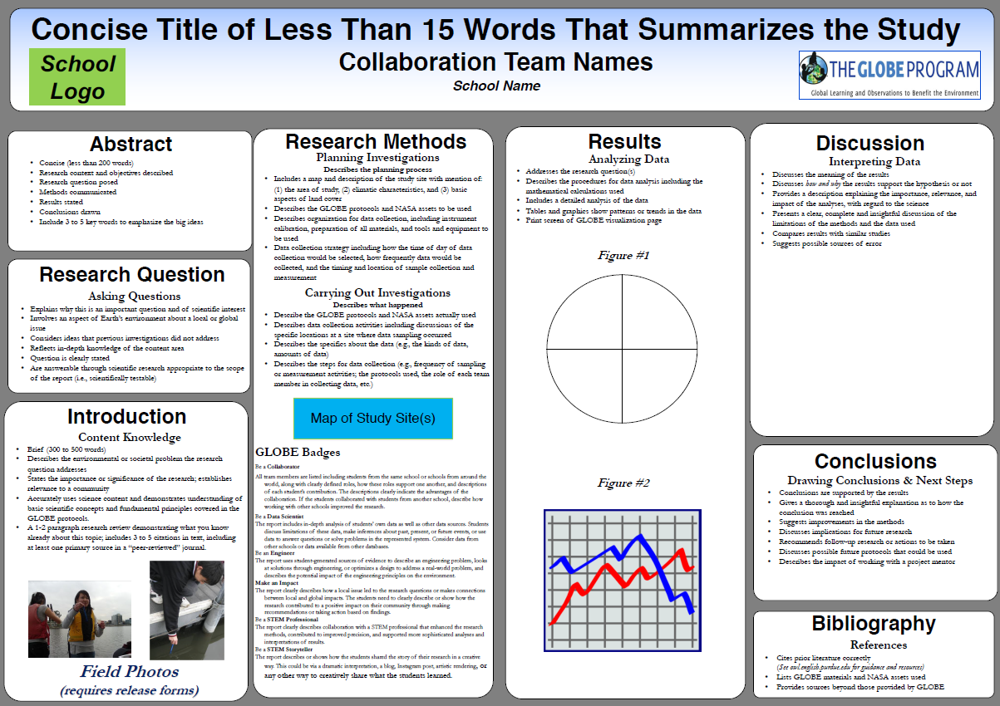 Concise Title of Less Than 15 Words That Summarizes the Study
Collaboration Team Names
School Name
School
Logo
THE GLOBE PROGRAM
Global Learning and Observations to Benefit the Environment
Abstract
• Concise (less than 200 words)
• Research context and objectives described
• Research question posed
• Methods communicated
• Results stated
• Conclusions drawn
• Include 3 to 5 key words to emphasize the big ideas
Research Question
Asking Questions
• Explains why this is an important question and of scientific interest
• Involves an aspect of Earth's environment about a local or global
issue
• Considers ideas that previous investigations did not address
• Reflects in-depth knowledge of the content area
• Question is clearly stated
• Are answerable through scientific research appropriate to the scope
of the report (i.e., scientifically testable)
Introduction
Content Knowledge
• Brief (300 to 500 words)
• Describes the environmental or societal problem the research
question addresses
• States the importance or significance of the research; establishes
relevance to a community
• Accurately uses science content and demonstrates understanding of
basic scientific concepts and fundamental principles covered in the
GLOBE protocols.
• A 1-2 paragraph research review demonstrating what you know
already about this topic; includes 3 to 5 citations in text, including
at least one primary source in a “peer-reviewed” journal.
Field Photos
(requires release forms)
Research Methods
Planning Investigations
Describes the planning process
• Includes a map and description of the study site with mention of:
(1) the area of study, (2) climatic characteristics, and (3) basic
aspects of land cover
• Describes the GLOBE protocols and NASA assets to be used
• Describes organization for data collection, including instrument
calibration, preparation of all materials, and tools and equipment to
be used
• Data collection strategy including how the time of day of data
collection would be selected, how frequently data would be
collected, and the timing and location of sample collection and
measurement
Carrying Out Investigations
Describes what happened
• Describe the GLOBE protocols and NASA assets actually used
• Describes data collection activities including discussions of the
specific locations at a site where data sampling occurred
• Describes the specifics about the data (e.g., the kinds of data,
amounts of data)
• Describes the steps for data collection (e.g., frequency of sampling
or measurement activities; the protocols used, the role of each team
member in collecting data, etc.)
Map of Study Site(s)
GLOBE Badges
Be a Collaborator
All team members are listed including students from the same school or schools from around the
world, along with clearly defined roles, how these roles support one another, and descriptions
of each student's contribution. The descriptions clearly indicate the advantages of the
collaboration. If the students collaborated with students from another school, describe how
working with other schools improved the research.
Be a Data Scientist
The report includes in-depth analysis of students' own data as well as other data sources. Students
discuss limitations of these data, make inferences about past, present, or future events, or use
data to answer questions or solve problems in the represented system. Consider data from
other schools or data available from other databases.
Be an Engineer
The report uses student-generated sources of evidence to describe an engineering problem, looks
at solutions through engineering, or optimizes a design to address a real-world problem, and
describes the potential impact of the engineering principles on the environment.
Make an Impact
The report clearly describes how a local issue led to the research questions or makes connections
between local and global impacts. The students need to clearly describe or show how the
research contributed to a positive impact on their community through making
recommendations or taking action based on findings.
Be a STEM Professional
The report clearly describes collaboration with a STEM professional that enhanced the research
methods, contributed to improved precision, and supported more sophisticated analyses and
interpretations of results.
Be a STEM Storyteller
The report describes or shows how the students shared the story of their research in a creative
way. This could be via a dramatic interpretation, a blog, Instagram post, artistic rendering, or
any other way to creatively share what the students learned.
Results
Analyzing Data
• Addresses the research question(s)
• Describes the procedures for data analysis including the
mathematical calculations used
• Includes a detailed analysis of the data
• Tables and graphics show patterns or trends in the data
• Print screen of GLOBE visualization page
Figure #1
Figure #2
Discussion
Interpreting Data
• Discusses the meaning of the results
• Discusses how and why the results support the hypothesis or not
• Provides a description explaining the importance, relevance, and
impact of the analyses, with regard to the science
• Presents a clear, complete and insightful discussion of the
limitations of the methods and the data used
• Compares results with similar studies
• Suggests possible sources of error
Conclusions
Drawing Conclusions & Next Steps
• Conclusions are supported by the results
• Gives a thorough and insightful explanation as to how the
conclusion was reached
• Suggests improvements in the methods
• Discusses implications for future research
• Recommends follow-up research or actions to be taken
• Discusses possible future protocols that could be used
• Describes the impact of working with a project mentor
Bibliography
References
• Cites prior literature correctly
(See owl.english.purdue.edu for guidance and resources)
• Lists GLOBE materials and NASA assets used
• Provides sources beyond those provided by GLOBE